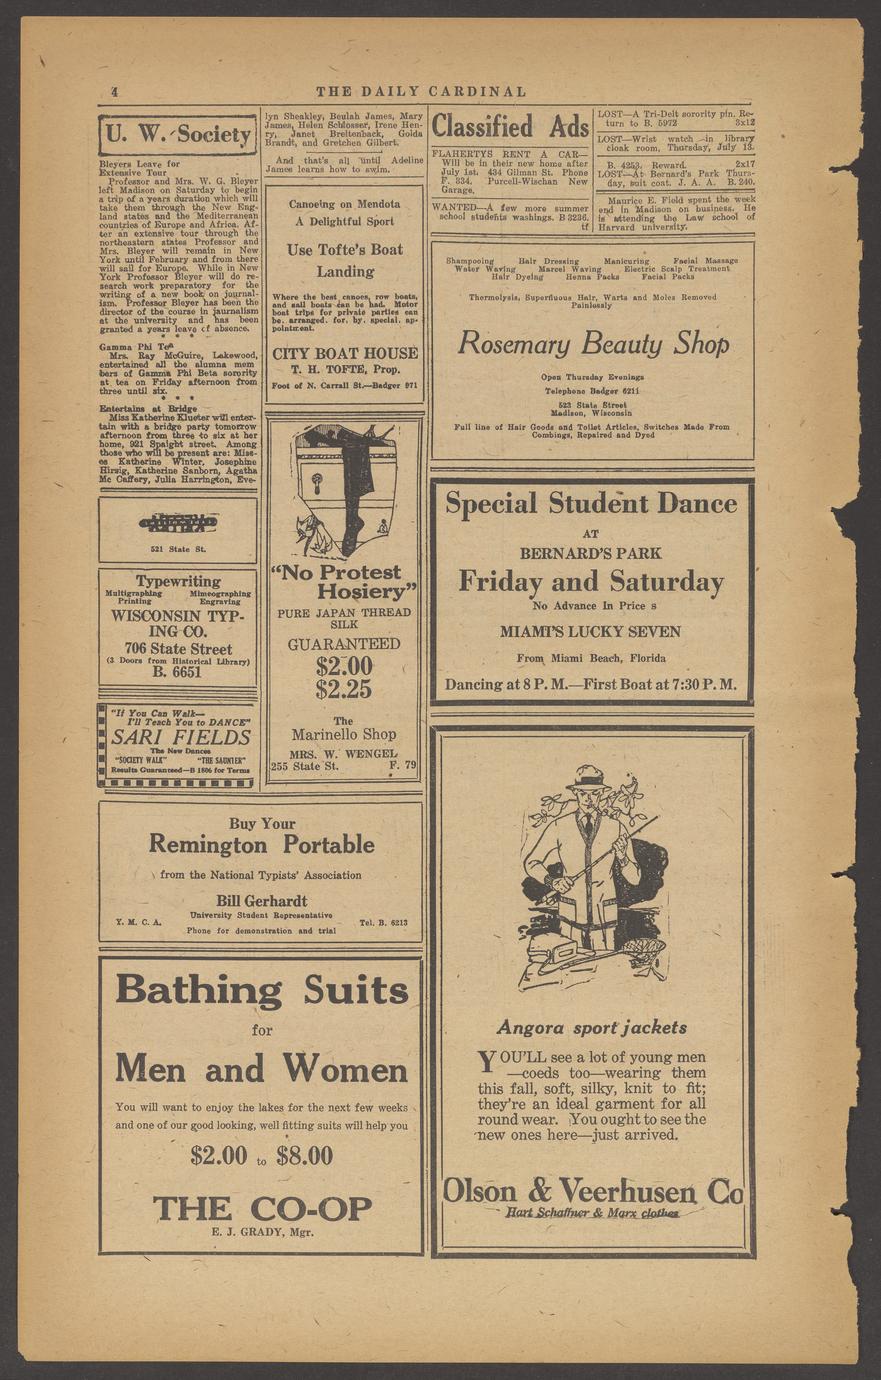 4
THE DAILY CARDINAL
U. W. Society
Bleyers Leave for
Extensive Tour
Professor and Mrs. W. G. Bleyer
left Madison on Saturday to begin
a trip of a years duration which will
take them through the New Eng-
land states and the Mediterranean
countries of Europe and Africa. Af-
ter an extensive tour through the
northeastern states Professor and
Mrs. Bleyer will remain in New
York until February and from there
will sail for Europe. While in New
York Professor Bleyer will do re-
search work preparatory for the
writing of a new book on journal-
ism. Professor Bleyer has been the
director of the course in journalism
at the university and has been
granted a years leave of absence.
* * *
Gamma Phi Tea
Mrs. Ray McGuire, Lakewood,
entertained all the alumna mem
bers of Gamma Phi Beta sorority
at tea on Friday afternoon from
three until six.
* * *
Entertains at Bridge
Miss Katherine Klueter will enter-
tain with a bridge party tomorrow
afternoon from three to six at her
home, 921 Spaight street. Among
those who will be present are: Miss-
es Katherine Winter, Josephine
Hirsig, Katherine Sanborn, Agatha
Mc Caffery, Julia Harrington, Eve-
lyn Sheakley, Beulah James, Mary
James, Helen Schlosser, Irene Hen-
ry, Janet Breitenback, Golda
Brandt, and Gretchen Gilbert.
And that's all until Adeline
James learns how to swim.
521 State St.
Typewriting
Multigraphing Mimeographing
Printing Engraving
WISCONSIN TYP-
ING CO.
706 State Street
(3 Doors from Historical Library)
B. 6651
"If You Can Walk—
I'll Teach You to DANCE"
SARI FIELDS
The New Dances
"SOCIETY WALK" "THE SAUNTER"
Results Guaranteed—B 1806 for Terms
Canoeing on Mendota
A Delightful Sport
Use Tofte's Boat
Landing
Where the best canoes, row boats,
and sail boats can be had. Motor
boat trips for private parties can
be. arranged. for. by. special. ap-
pointment.
CITY BOAT HOUSE
T. H. TOFTE, Prop.
Foot of N. Carrall St.—Badger 971
"No Protest
Hosiery"
PURE JAPAN THREAD
SILK
GUARANTEED
$2.00
$2.25
The
Marinello Shop
MRS. W. WENGEL
255 State St. F. 79
Buy Your
Remington Portable
from the National Typists' Association
Bill Gerhardt
University Student Representative
Y. M. C. A. Tel. B. 6213
Phone for demonstration and trial
Bathing Suits
for
Men and Women
You will want to enjoy the lakes for the next few weeks
and one of our good looking, well fitting suits will help you
$2.00 to $8.00
THE CO-OP
E. J. GRADY, Mgr.
Classified Ads
FLAHERTYS RENT A CAR—
Will be in their new home after
July 1st. 434 Gilman St. Phone
F. 334. Purcell-Wischan New
Garage.
WANTED—A few more summer
school students washings. B 3236.
tf
LOST—A Tri-Delt sorority pin. Re-
turn to B. 5972 3x12
LOST—Wrist watch in library
cloak room, Thursday, July 13.
B. 4253. Reward. 2x17
LOST—At Bernard's Park Thurs-
day, suit coat. J. A. A. B. 240.
Maurice E. Field spent the week
end in Madison on business. He
is attending the Law school of
Harvard university.
Shampooing Hair Dressing Manicuring Facial Massage
Water Waving Marcel Waving Electric Scalp Treatment
Hair Dyeing Henna Packs Facial Packs
Thermolysis, Superfluous Hair, Warts and Moles Removed
Painlessly
Rosemary Beauty Shop
Open Thursday Evenings
Telephone Badger 6211
523 State Street
Madison, Wisconsin
Full line of Hair Goods and Toilet Articles, Switches Made From
Combings, Repaired and Dyed
Special Student Dance
AT
BERNARD'S PARK
Friday and Saturday
No Advance In Price s
MIAMI'S LUCKY SEVEN
From Miami Beach, Florida
Dancing at 8 P. M.—First Boat at 7:30 P. M.
Angora sport jackets
YOU'LL see a lot of young men
—coeds too—wearing them
this fall, soft, silky, knit to fit;
they're an ideal garment for all
round wear. You ought to see the
new ones here—just arrived.
Olson & Veerhusen Co
Hart Schaffner & Marx clothes